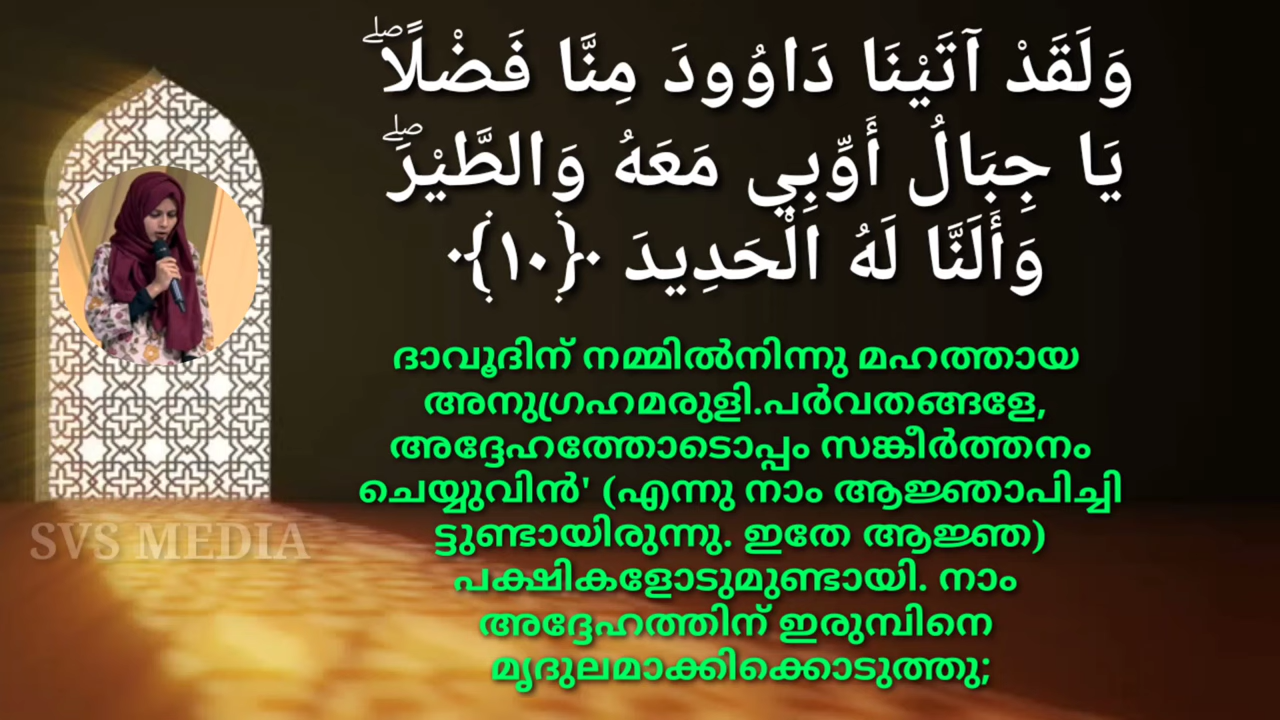 وَلَقَدْ آتَيْنَا دَاوُودَ مِنَّا فَضْلًا ۖ
يَا جِبَالُ أَوِّبِي مَعَهُ وَالطَّيْرَ ۖ
وَأَلَنَّا لَهُ الْحَدِيدَ ﴿١٠﴾
ദാവൂദിന് നമ്മിൽനിന്നു മഹത്തായ
അനുഗ്രഹമരുളി.പർവതങ്ങളേ,
അദ്ദേഹത്തോടൊപ്പം സങ്കീർത്തനം
ചെയ്യുവിൻ' (എന്നു നാം ആജ്ഞാപിച്ചി
ട്ടുണ്ടായിരുന്നു. ഇതേ ആജ്ഞ)
പക്ഷികളോടുമുണ്ടായി. നാം
അദ്ദേഹത്തിന് ഇരുമ്പിനെ
മൃദുലമാക്കിക്കൊടുത്തു;
SVS MEDIA